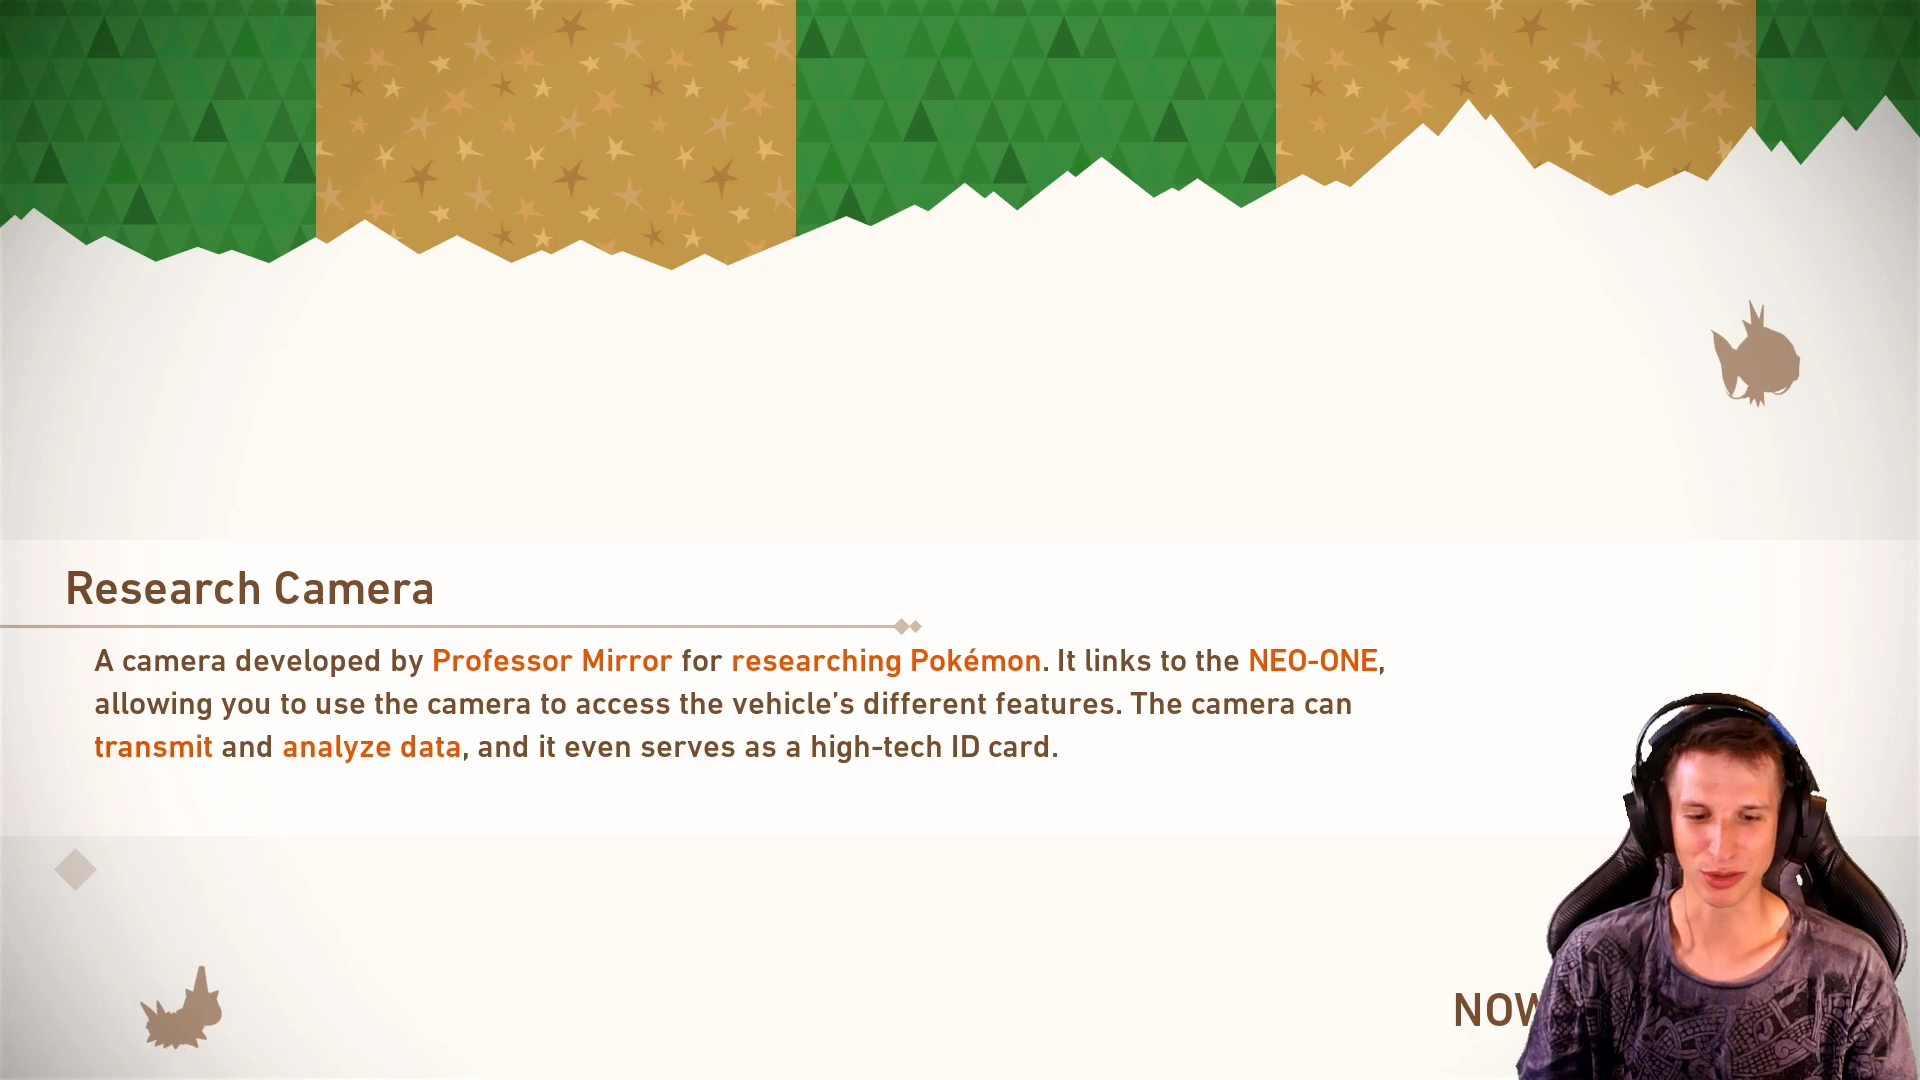 Research Camera
A camera developed by Professor Mirror for researching Pokémon. It links to the NEO-ONE,
allowing you to use the camera to access the vehicle’s different features. The camera can
transmit and analyze data, and it even serves as a high-tech ID card.
NOW